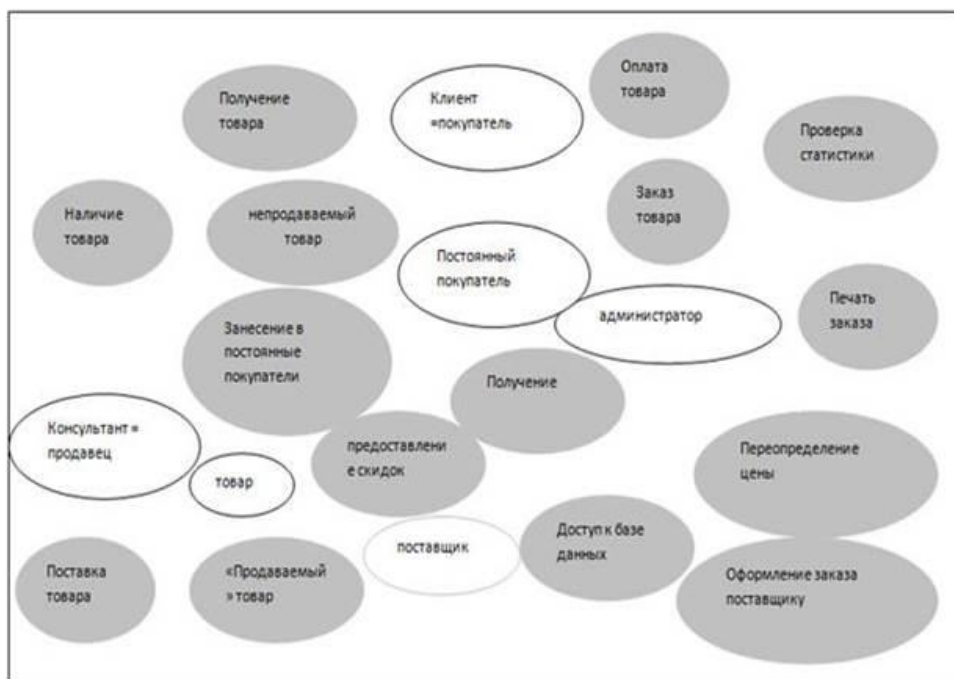 Оплата
товара
Получение
товара
Клиент
=покупатель
Проверка
статистики
Заказ
товара
Наличие
товара
непродаваемый
товар
Постоянный
покупатель
администратор
Печать
заказа
Занесение в
постоянные
покупатели
Получение
Консультант =
продавец
товар
предоставлени
е скидок
Переопределение
цены
поставщик
Доступ к базе
данных
Поставка
товара
«Продаваемый
» товар
Оформление заказа
поставщику